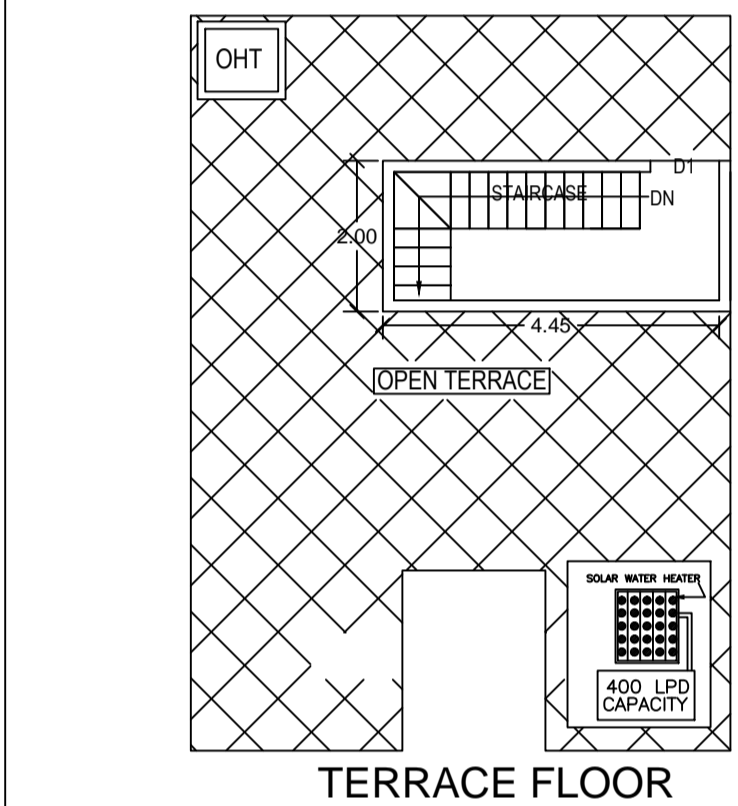 OHT
D1
STAIRCASE
DN
2.00
4.45
OPEN TERRACE
SOLAR WATER HEATER
400 LPD
CAPACITY
TERRACE FLOOR